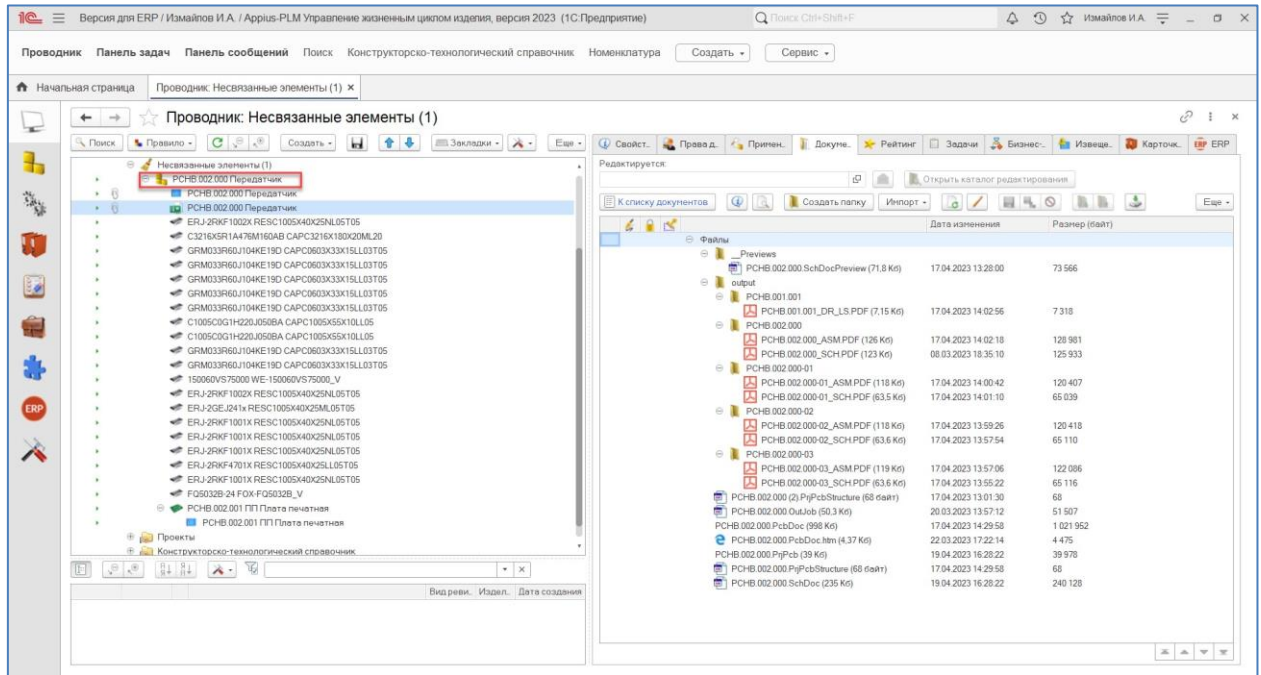 1С Версия для ERP / Измайлов И.А. / Appius-PLM Управление жизненным циклом изделия, версия 2023 (1С:Предприятие) Поиск Ctrl+Shift+F Измайлов И.А.
Проводник Панель задач Панель сообщений Поиск Конструкторско-технологический справочник Номенклатура Создать Сервис
Начальная страница Проводник: Несвязанные элементы (1) ×
Проводник: Несвязанные элементы (1)
Поиск Правило Создать Закладки Еще
Несвязанные элементы (1)
РСНВ.002.000 Передатчик
РСНВ.002.000 Передатчик
РСНВ.002.000 Передатчик
ERJ-2RKF1002X RESC1005X40X25NL05T05
C3216X5R1A476M160AB CAPC3216X180X20ML20
GRM033R60J104KE19D CAPC0603X33X15LL03T05
GRM033R60J104KE19D CAPC0603X33X15LL03T05
GRM033R60J104KE19D CAPC0603X33X15LL03T05
GRM033R60J104KE19D CAPC0603X33X15LL03T05
GRM033R60J104KE19D CAPC0603X33X15LL03T05
C1005C0G1H220J050BA CAPC1005X55X10LL05
C1005C0G1H220J050BA CAPC1005X55X10LL05
GRM033R60J104KE19D CAPC0603X33X15LL03T05
GRM033R60J104KE19D CAPC0603X33X15LL03T05
150060VS75000 WE-150060VS75000_V
ERJ-2RKF1002X RESC1005X40X25NL05T05
ERJ-2GEJ241x RESC1005X40X25ML05T05
ERJ-2RKF1001X RESC1005X40X25NL05T05
ERJ-2RKF1001X RESC1005X40X25NL05T05
ERJ-2RKF4701X RESC1005X40X25LL05T05
ERJ-2RKF1001X RESC1005X40X25NL05T05
FQ5032B-24 FOX-FQ5032B_V
РСНВ.002.001 ПП Плата печатная
РСНВ.002.001 ПП Плата печатная
Проекты
Конструкторско-технологический справочник
Вид реви.. Издел.. Дата создания
Свойст.. Права д.. Примен.. Докуме.. Рейтинг Задачи Бизнес-.. Извеще.. Карточк.. ERP ERP
Редактируется:
Открыть каталог редактирования
К списку документов Создать папку Импорт Еще
Дата изменения Размер (байт)
Файлы
__Previews
PCHB.002.000.SchDocPreview (71,8 Кб) 17.04.2023 13:28:00 73 566
output
PCHB.001.001
PCHB.001.001_DR_LS.PDF (7,15 Кб) 17.04.2023 14:02:56 7 318
PCHB.002.000
PCHB.002.000_ASM.PDF (126 Кб) 17.04.2023 14:02:18 128 981
PCHB.002.000_SCH.PDF (123 Кб) 08.03.2023 18:35:10 125 933
PCHB.002.000-01
PCHB.002.000-01_ASM.PDF (118 Кб) 17.04.2023 14:00:42 120 407
PCHB.002.000-01_SCH.PDF (63,5 Кб) 17.04.2023 14:01:10 65 039
PCHB.002.000-02
PCHB.002.000-02_ASM.PDF (118 Кб) 17.04.2023 13:59:26 120 418
PCHB.002.000-02_SCH.PDF (63,6 Кб) 17.04.2023 13:57:54 65 110
PCHB.002.000-03
PCHB.002.000-03_ASM.PDF (119 Кб) 17.04.2023 13:57:06 122 086
PCHB.002.000-03_SCH.PDF (63,6 Кб) 17.04.2023 13:55:22 65 116
PCHB.002.000 (2).PrjPcbStructure (68 байт) 17.04.2023 13:01:30 68
PCHB.002.000.OutJob (50,3 Кб) 20.03.2023 13:57:12 51 507
PCHB.002.000.PcbDoc (998 Кб) 17.04.2023 14:29:58 1 021 952
PCHB.002.000.PcbDoc.htm (4,37 Кб) 22.03.2023 17:22:14 4 475
PCHB.002.000.PrjPcb (39 Кб) 19.04.2023 16:28:22 39 978
PCHB.002.000.PrjPcbStructure (68 байт) 17.04.2023 14:29:58 68
PCHB.002.000.SchDoc (235 Кб) 19.04.2023 16:28:22 240 128
ERP